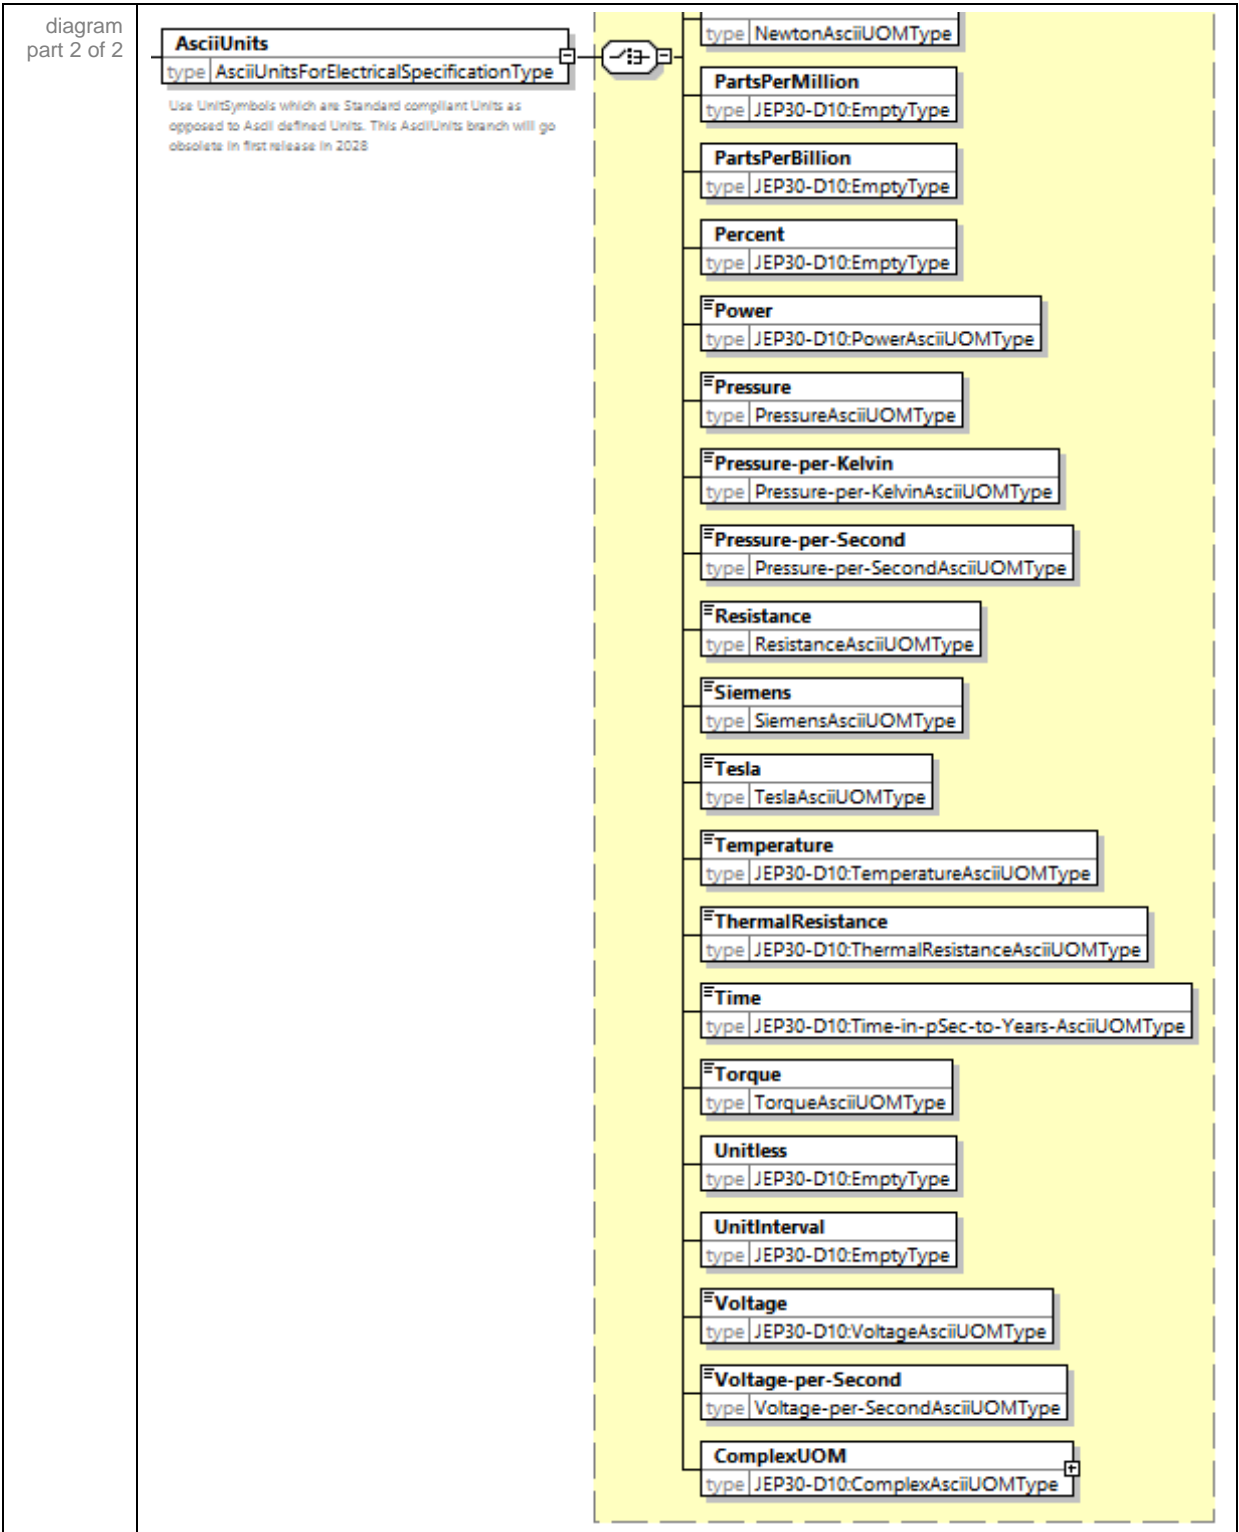 diagram
part 2 of 2
AsciiUnits
type AsciiUnitsForElectricalSpecificationType
Use UnitSymbols which are Standard compliant Units as
opposed to Ascii defined Units. This AsciiUnits branch will go
obsolete in first release in 2028
type NewtonAsciiUOMType
PartsPerMillion
type JEP30-D10:EmptyType
PartsPerBillion
type JEP30-D10:EmptyType
Percent
type JEP30-D10:EmptyType
Power
type JEP30-D10:PowerAsciiUOMType
Pressure
type PressureAsciiUOMType
Pressure-per-Kelvin
type Pressure-per-KelvinAsciiUOMType
Pressure-per-Second
type Pressure-per-SecondAsciiUOMType
Resistance
type ResistanceAsciiUOMType
Siemens
type SiemensAsciiUOMType
Tesla
type TeslaAsciiUOMType
Temperature
type JEP30-D10:TemperatureAsciiUOMType
ThermalResistance
type JEP30-D10:ThermalResistanceAsciiUOMType
Time
type JEP30-D10:Time-in-pSec-to-Years-AsciiUOMType
Torque
type TorqueAsciiUOMType
Unitless
type JEP30-D10:EmptyType
UnitInterval
type JEP30-D10:EmptyType
Voltage
type JEP30-D10:VoltageAsciiUOMType
Voltage-per-Second
type Voltage-per-SecondAsciiUOMType
ComplexUOM
type JEP30-D10:ComplexAsciiUOMType